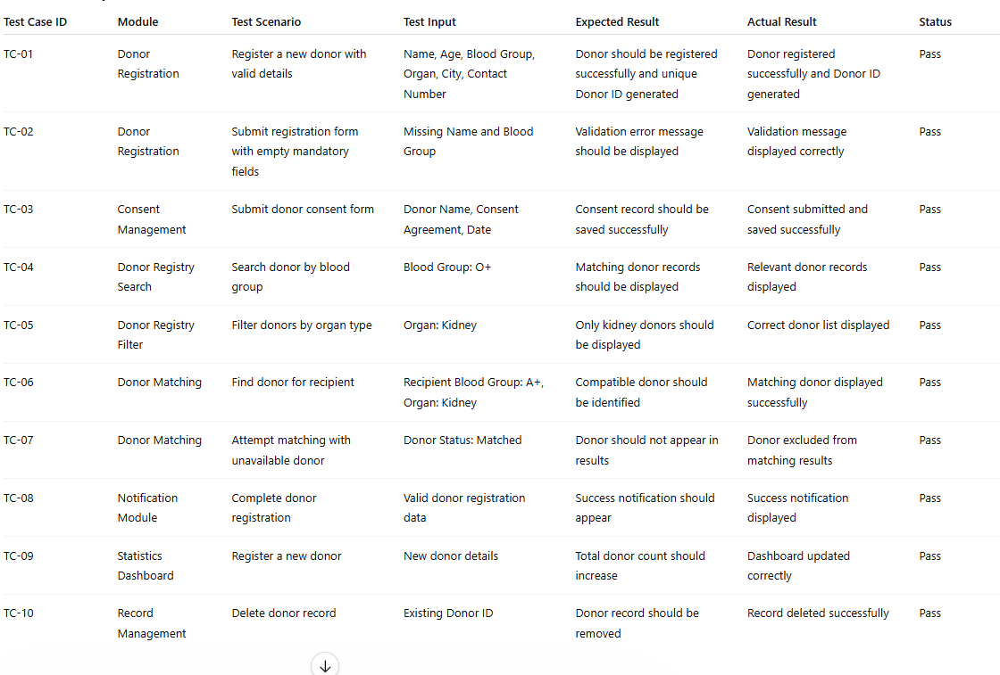 Test Case ID Module Test Scenario Test Input Expected Result Actual Result Status
TC-01 Donor Register a new donor with Name, Age, Blood Group, Donor should be registered Donor registered Pass
Registration valid details Organ, City, Contact successfully and unique successfully and Donor ID
Number Donor ID generated generated
TC-02 Donor Submit registration form Missing Name and Blood Validation error message Validation message Pass
Registration with empty mandatory Group should be displayed displayed correctly
fields
TC-03 Consent Submit donor consent form Donor Name, Consent Consent record should be Consent submitted and Pass
Management Agreement, Date saved successfully saved successfully
TC-04 Donor Registry Search donor by blood Blood Group: O+ Matching donor records Relevant donor records Pass
Search group should be displayed displayed
TC-05 Donor Registry Filter donors by organ type Organ: Kidney Only kidney donors should Correct donor list displayed Pass
Filter be displayed
TC-06 Donor Matching Find donor for recipient Recipient Blood Group: A+, Compatible donor should Matching donor displayed Pass
Organ: Kidney be identified successfully
TC-07 Donor Matching Attempt matching with Donor Status: Matched Donor should not appear in Donor excluded from Pass
unavailable donor results matching results
TC-08 Notification Complete donor Valid donor registration Success notification should Success notification Pass
Module registration data appear displayed
TC-09 Statistics Register a new donor New donor details Total donor count should Dashboard updated Pass
Dashboard increase correctly
TC-10 Record Delete donor record Existing Donor ID Donor record should be Record deleted successfully Pass
Management removed